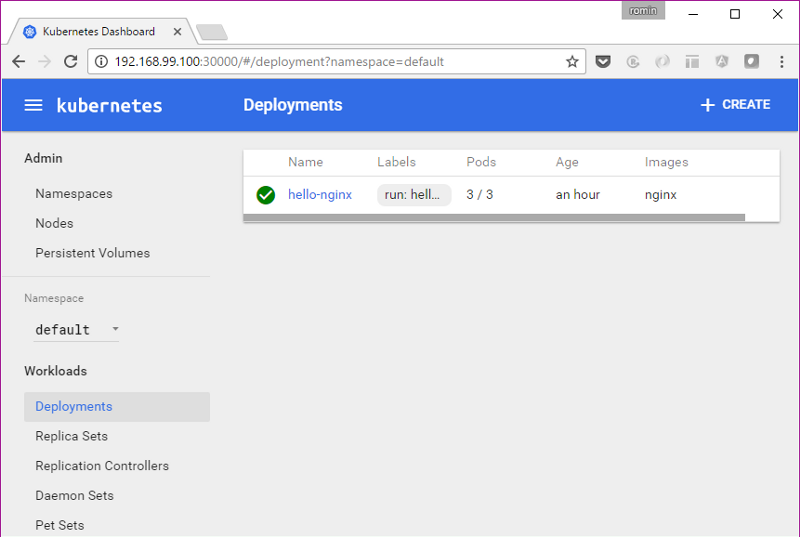 romin
Kubernetes Dashboard
192.168.99.100:30000/#/deployment?namespace=default
kubernetes
Deployments
CREATE
Admin
Namespaces
Nodes
Persistent Volumes
Namespace
default
Workloads
Deployments
Replica Sets
Replication Controllers
Daemon Sets
Pet Sets
Name Labels Pods Age Images
hello-nginx run: hell... 3 / 3 an hour nginx